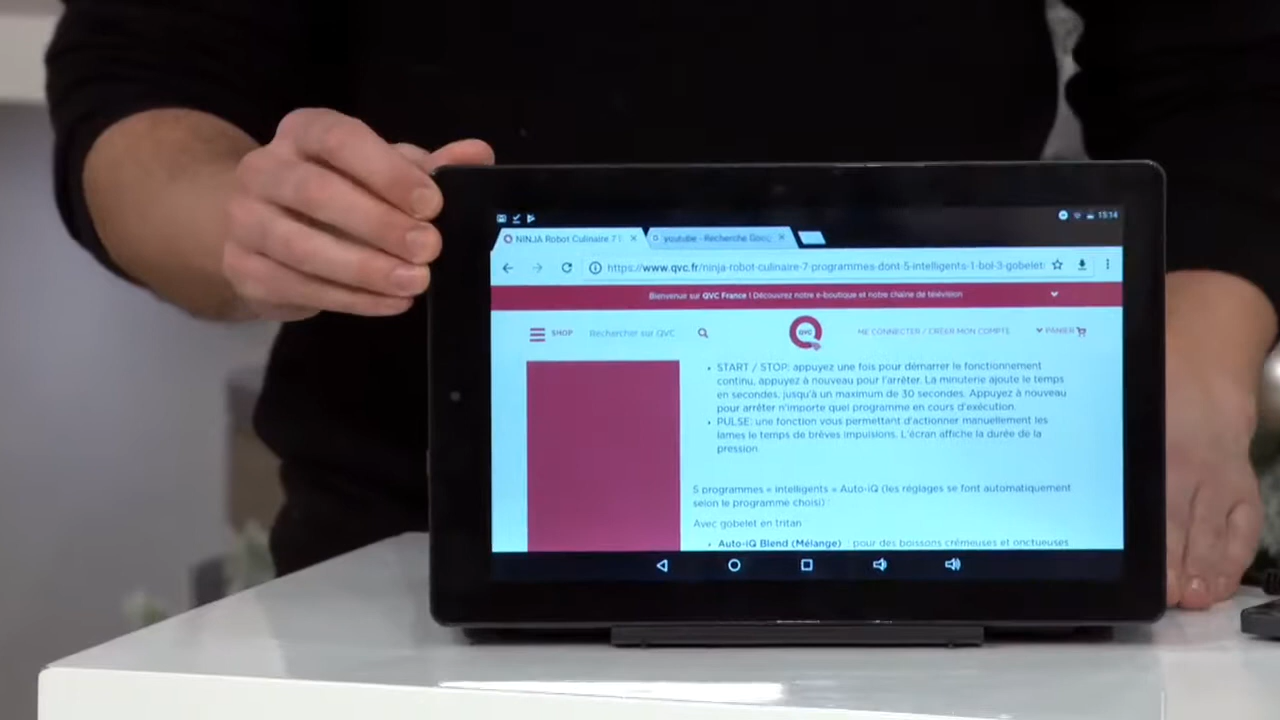 15:14
NINJA Robot Culinaire 7
youtube - Recherche Goog
https://www.qvc.fr/ninja-robot-culinaire-7-programmes-dont-5-intelligents-1-bol-3-gobelet
Bienvenue sur QVC France ! Découvrez notre e-boutique et notre chaine de télévision
SHOP
Rechercher sur QVC
QVC
ME CONNECTER / CRÉER MON COMPTE
PANIER
• START / STOP: appuyez une fois pour démarrer le fonctionnement
continu, appuyez à nouveau pour l'arrêter. La minuterie ajoute le temps
en secondes, jusqu'à un maximum de 30 secondes. Appuyez à nouveau
pour arrêter n'importe quel programme en cours d'exécution.
• PULSE: une fonction vous permettant d'actionner manuellement les
lames le temps de brèves impulsions. L'écran affiche la durée de la
pression.
5 programmes « intelligents » Auto-iQ (les réglages se font automatiquement
selon le programme choisi) :
Avec gobelet en tritan
• Auto-iQ Blend (Mélange) : pour des boissons crémeuses et onctueuses